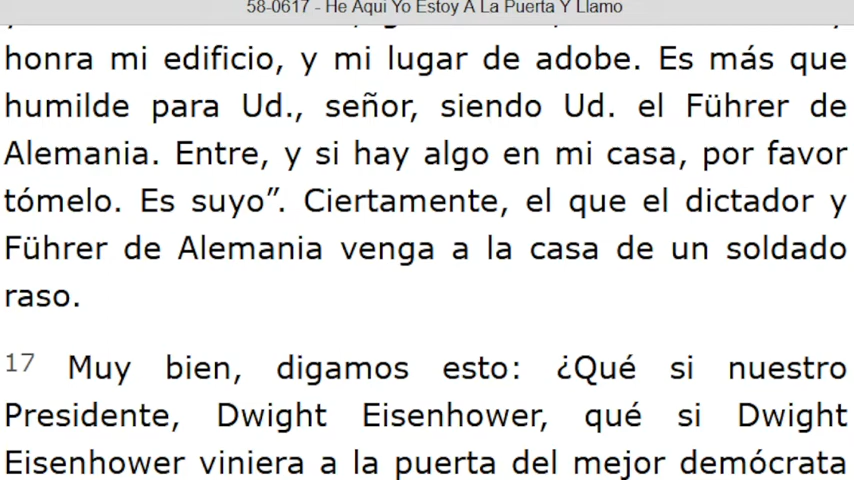 58-0617 - He Aquí Yo Estoy A La Puerta Y Llamo
honra mi edificio, y mi lugar de adobe. Es más que
humilde para Ud., señor, siendo Ud. el Führer de
Alemania. Entre, y si hay algo en mi casa, por favor
tómelo. Es suyo”. Ciertamente, el que el dictador y
Führer de Alemania venga a la casa de un soldado
raso.
17 Muy bien, digamos esto: ¿Qué si nuestro
Presidente, Dwight Eisenhower, qué si Dwight
Eisenhower viniera a la puerta del mejor demócrata